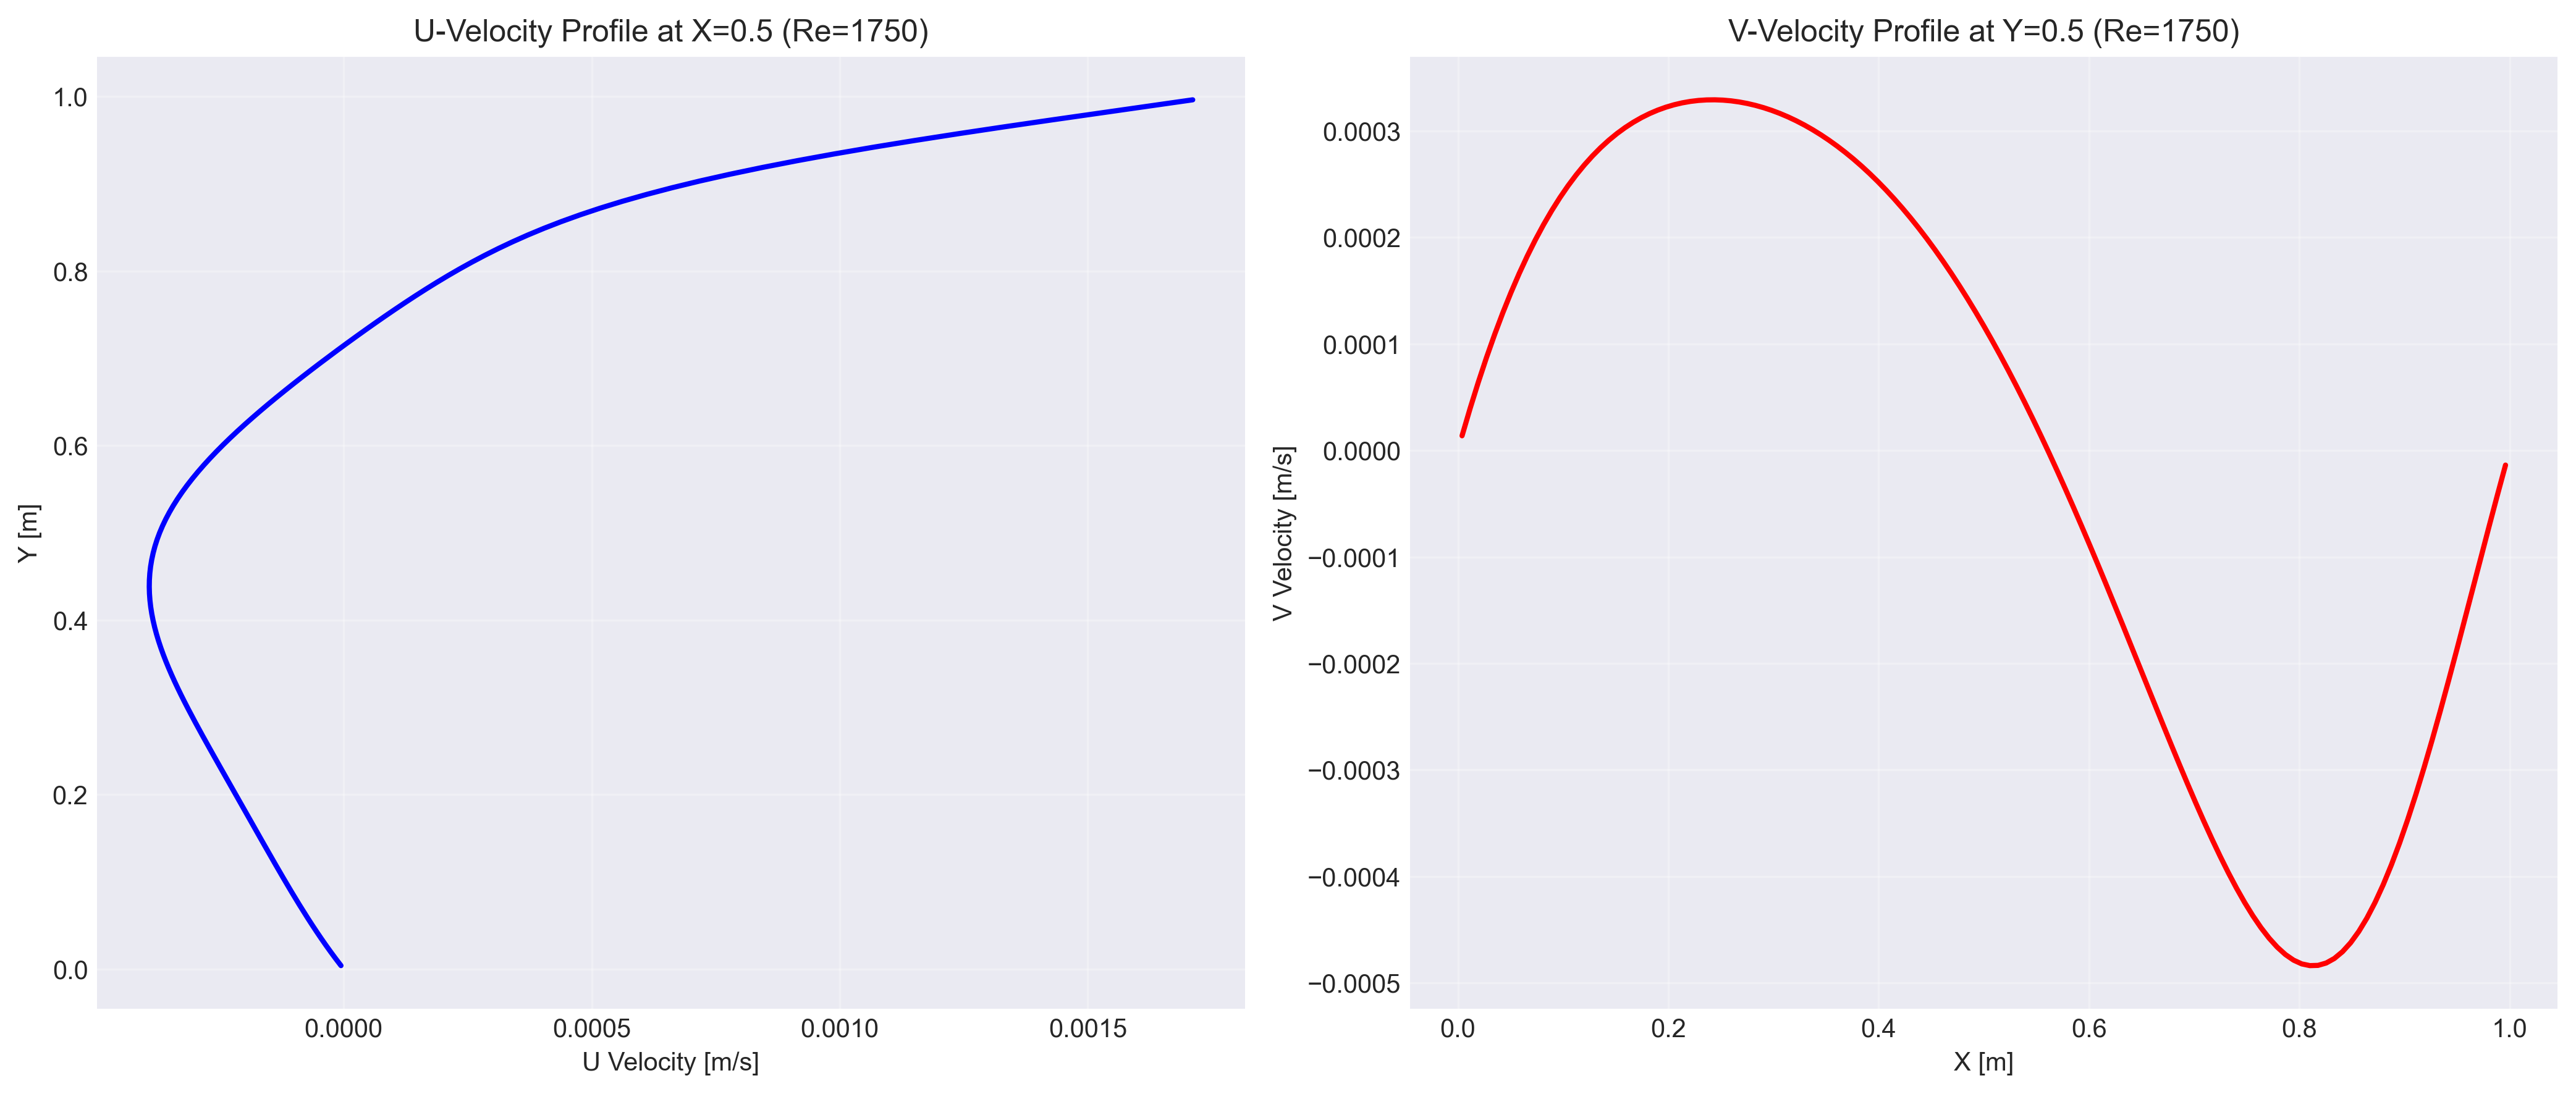 U-Velocity Profile at X=0.5 (Re=1750)
1.0
0.8
0.6
0.4
0.2
0.0
Y [m]
0.0000 0.0005 0.0010 0.0015
U Velocity [m/s]
V-Velocity Profile at Y=0.5 (Re=1750)
0.0003
0.0002
0.0001
0.0000
−0.0001
−0.0002
−0.0003
−0.0004
−0.0005
V Velocity [m/s]
0.0 0.2 0.4 0.6 0.8 1.0
X [m]